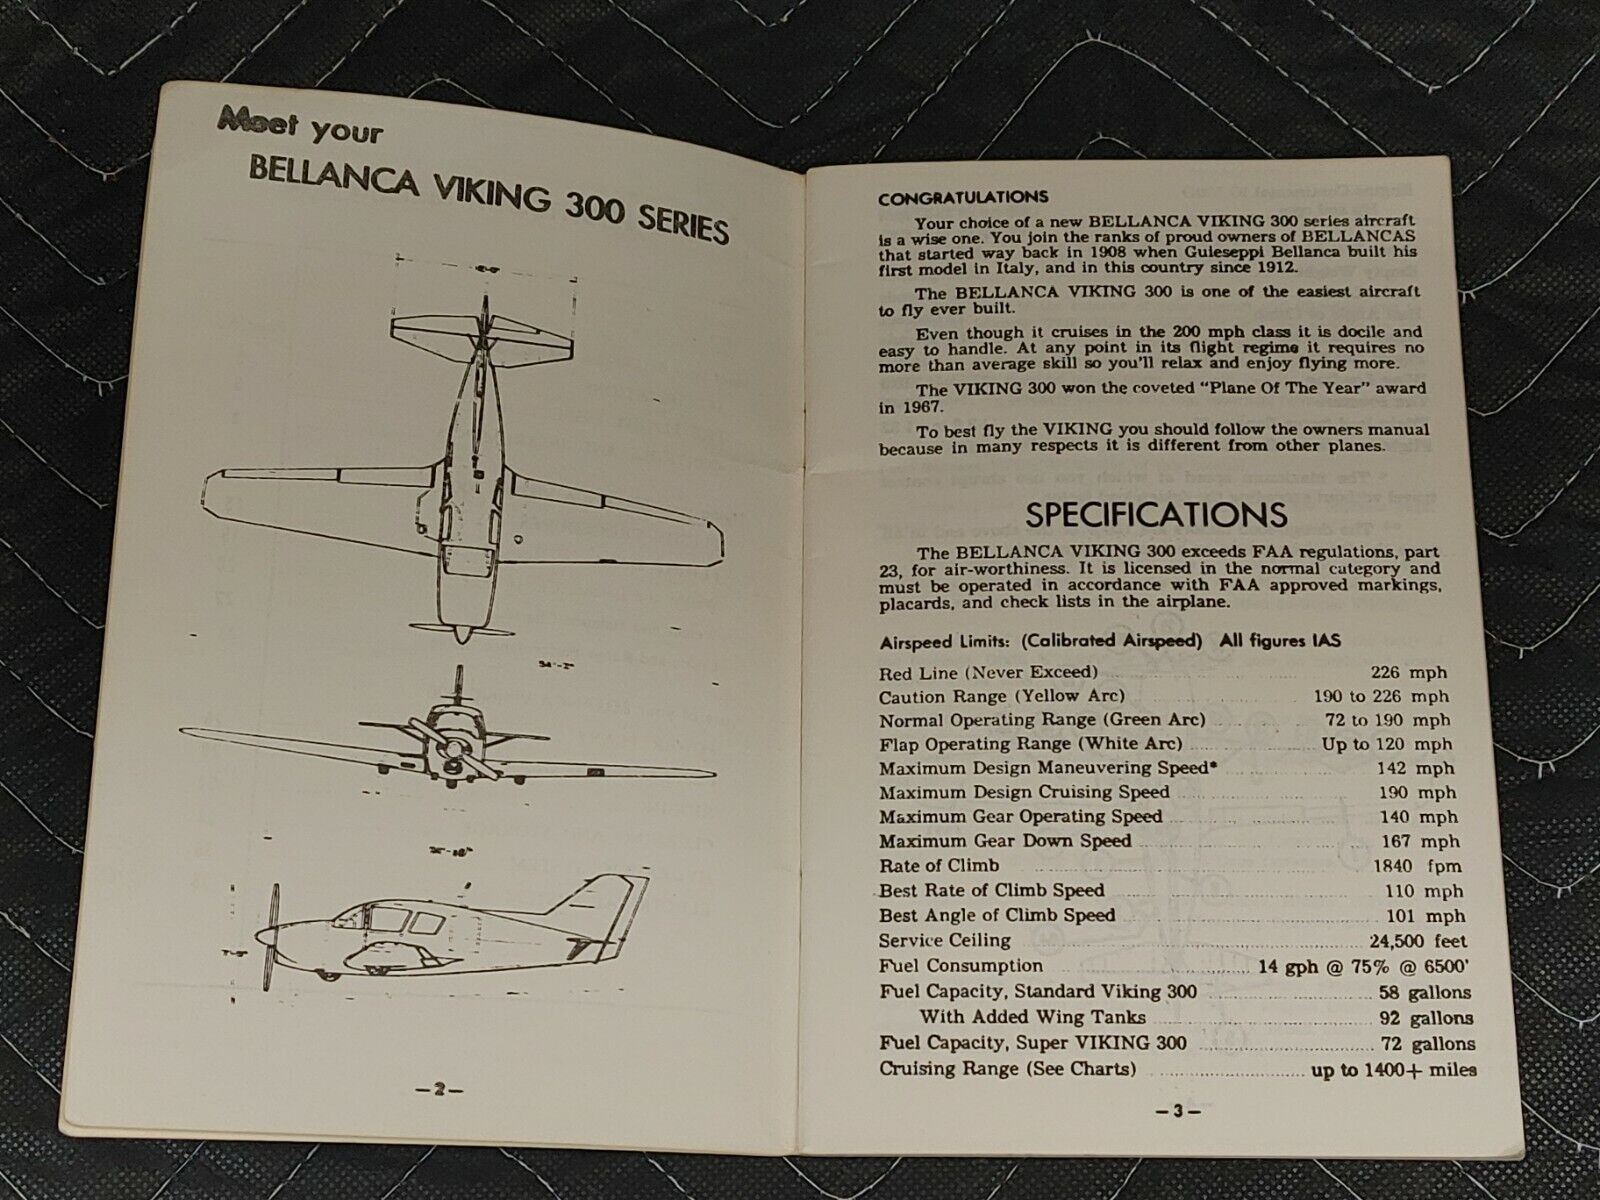 Meet your
BELLANCA VIKING 300 SERIES
34'-2"
7'-5"
—2—
CONGRATULATIONS
Your choice of a new BELLANCA VIKING 300 series aircraft
is a wise one. You join the ranks of proud owners of BELLANCAS
that started way back in 1908 when Guieseppi Bellanca built his
first model in Italy, and in this country since 1912.
The BELLANCA VIKING 300 is one of the easiest aircraft
to fly ever built.
Even though it cruises in the 200 mph class it is docile and
easy to handle. At any point in its flight regime it requires no
more than average skill so you'll relax and enjoy flying more.
The VIKING 300 won the coveted "Plane Of The Year" award
in 1967.
To best fly the VIKING you should follow the owners manual
because in many respects it is different from other planes.
SPECIFICATIONS
The BELLANCA VIKING 300 exceeds FAA regulations, part
23, for air-worthiness. It is licensed in the normal category and
must be operated in accordance with FAA approved markings,
placards, and check lists in the airplane.
Airspeed Limits: (Calibrated Airspeed) All figures IAS
Red Line (Never Exceed) 226 mph
Caution Range (Yellow Arc) 190 to 226 mph
Normal Operating Range (Green Arc) 72 to 190 mph
Flap Operating Range (White Arc) Up to 120 mph
Maximum Design Maneuvering Speed* 142 mph
Maximum Design Cruising Speed 190 mph
Maximum Gear Operating Speed 140 mph
Maximum Gear Down Speed 167 mph
Rate of Climb 1840 fpm
Best Rate of Climb Speed 110 mph
Best Angle of Climb Speed 101 mph
Service Ceiling 24,500 feet
Fuel Consumption 14 gph @ 75% @ 6500'
Fuel Capacity, Standard Viking 300 58 gallons
With Added Wing Tanks 92 gallons
Fuel Capacity, Super VIKING 300 72 gallons
Cruising Range (See Charts) up to 1400+ miles
—3—